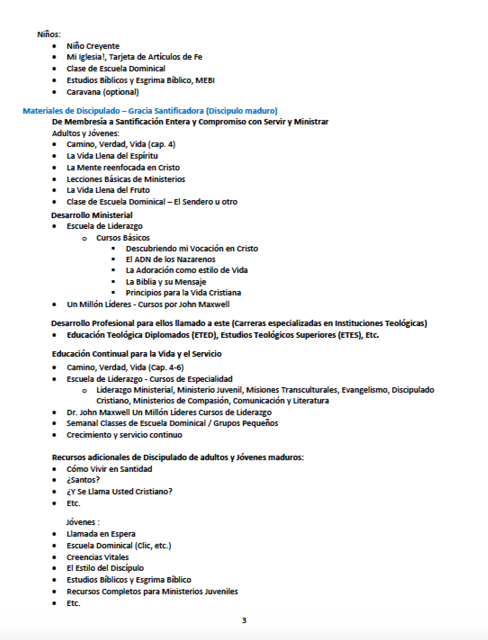 Niños:
• Niño Creyente
• Mi Iglesia!, Tarjeta de Artículos de Fe
• Clase de Escuela Dominical
• Estudios Bíblicos y Esgrima Bíblico, MEBI
• Caravana (optional)
Materiales de Discipulado – Gracia Santificadora (Discipulo maduro)
De Membresía a Santificación Entera y Compromiso con Servir y Ministrar
Adultos y Jóvenes:
• Camino, Verdad, Vida (cap. 4)
• La Vida Llena del Espíritu
• La Mente reenfocada en Cristo
• Lecciones Básicas de Ministerios
• La Vida Llena del Fruto
• Clase de Escuela Dominical – El Sendero u otro
Desarrollo Ministerial
• Escuela de Liderazgo
o Cursos Básicos
▪ Descubriendo mi Vocación en Cristo
▪ El ADN de los Nazarenos
▪ La Adoración como estilo de Vida
▪ La Biblia y su Mensaje
▪ Principios para la Vida Cristiana
• Un Millón Líderes - Cursos por John Maxwell
Desarrollo Profesional para ellos llamado a este (Carreras especializadas en Instituciones Teológicas)
• Educación Teológica Diplomados (ETED), Estudios Teológicos Superiores (ETES), Etc.
Educación Continual para la Vida y el Servicio
• Camino, Verdad, Vida (Cap. 4-6)
• Escuela de Liderazgo - Cursos de Especialidad
o Liderazgo Ministerial, Ministerio Juvenil, Misiones Transculturales, Evangelismo, Discipulado
Cristiano, Ministerios de Compasión, Comunicación y Literatura
• Dr. John Maxwell Un Millón Líderes Cursos de Liderazgo
• Semanal Classes de Escuela Dominical / Grupos Pequeños
• Crecimiento y servicio continuo
Recursos adicionales de Discipulado de adultos y Jóvenes maduros:
• Cómo Vivir en Santidad
• ¿Santos?
• ¿Y Se Llama Usted Cristiano?
• Etc.
Jóvenes :
• Llamada en Espera
• Escuela Dominical (Clic, etc.)
• Creencias Vitales
• El Estilo del Discípulo
• Estudios Bíblicos y Esgrima Bíblico
• Recursos Completos para Ministerios Juveniles
• Etc.
3